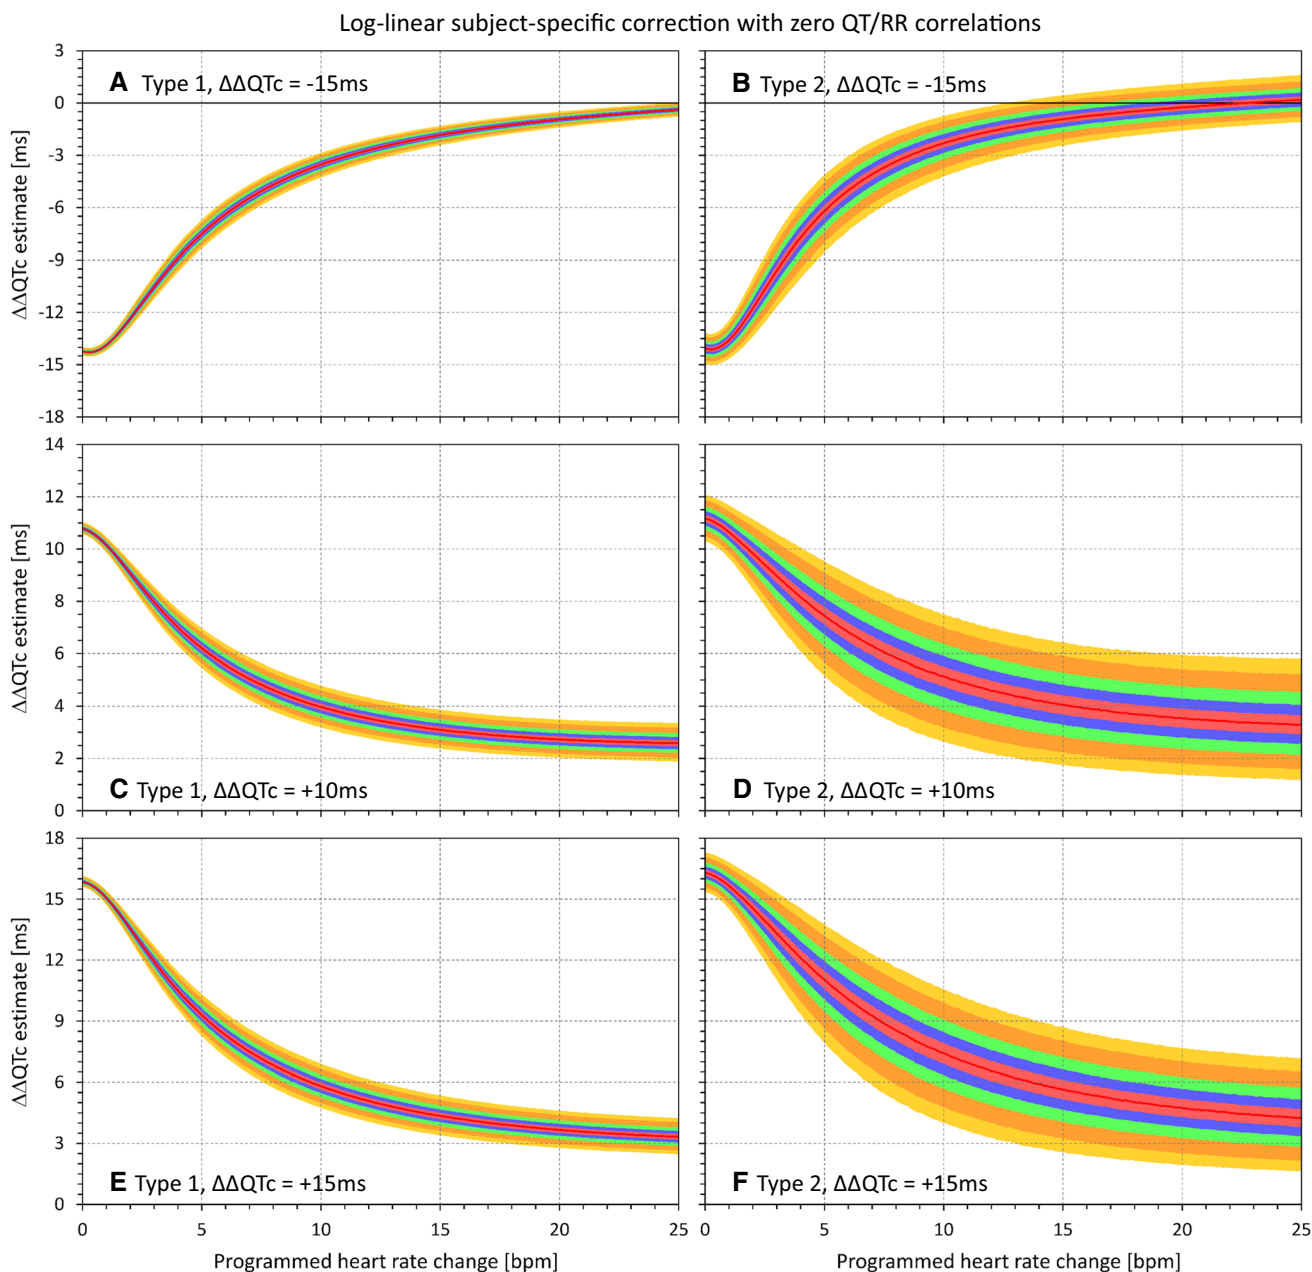 Log-linear subject-specific correction with zero QT/RR correlations
A Type 1, ΔΔQTc = -15ms
B Type 2, ΔΔQTc = -15ms
ΔΔQTc estimate [ms]
3
0
-3
-6
-9
-12
-15
-18
C Type 1, ΔΔQTc = +10ms
D Type 2, ΔΔQTc = +10ms
ΔΔQTc estimate [ms]
14
12
10
8
6
4
2
0
E Type 1, ΔΔQTc = +15ms
F Type 2, ΔΔQTc = +15ms
ΔΔQTc estimate [ms]
18
15
12
9
6
3
0
0 5 10 15 20 25
0 5 10 15 20 25
Programmed heart rate change [bpm]
Programmed heart rate change [bpm]